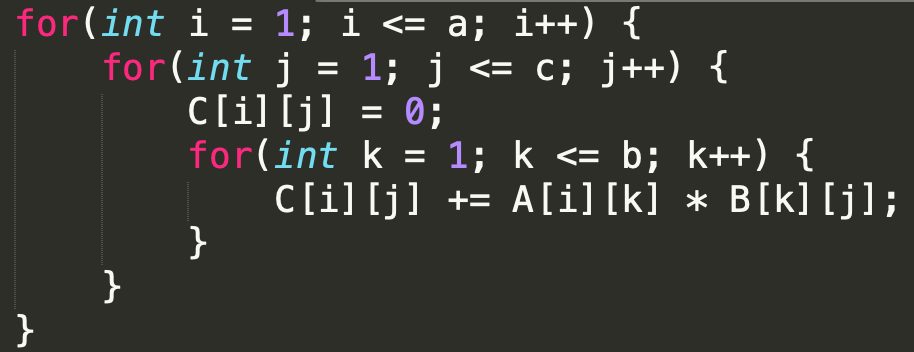 for(int i = 1; i <= a; i++) {
    for(int j = 1; j <= c; j++) {
        C[i][j] = 0;
        for(int k = 1; k <= b; k++) {
            C[i][j] += A[i][k] * B[k][j];
        }
    }
}